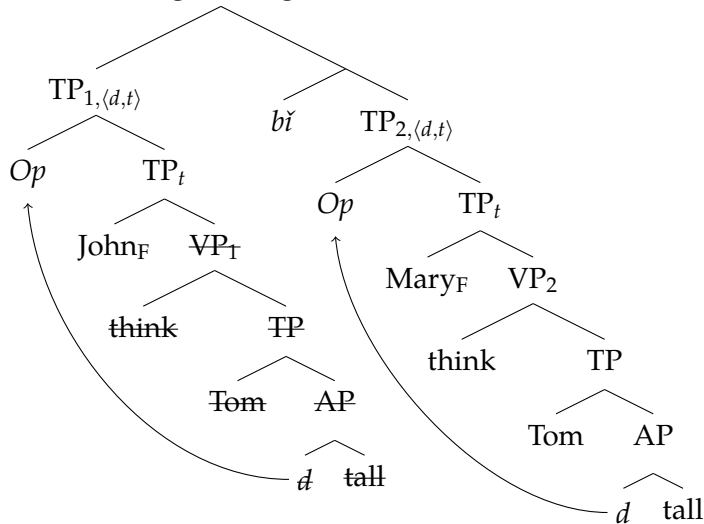 TP1,⟨d,t⟩
bǐ
TP2,⟨d,t⟩
Op
TPt
Op
TPt
JohnF
VP1
MaryF
VP2
think
TP
think
TP
Tom
AP
Tom
AP
d
tall
d
tall